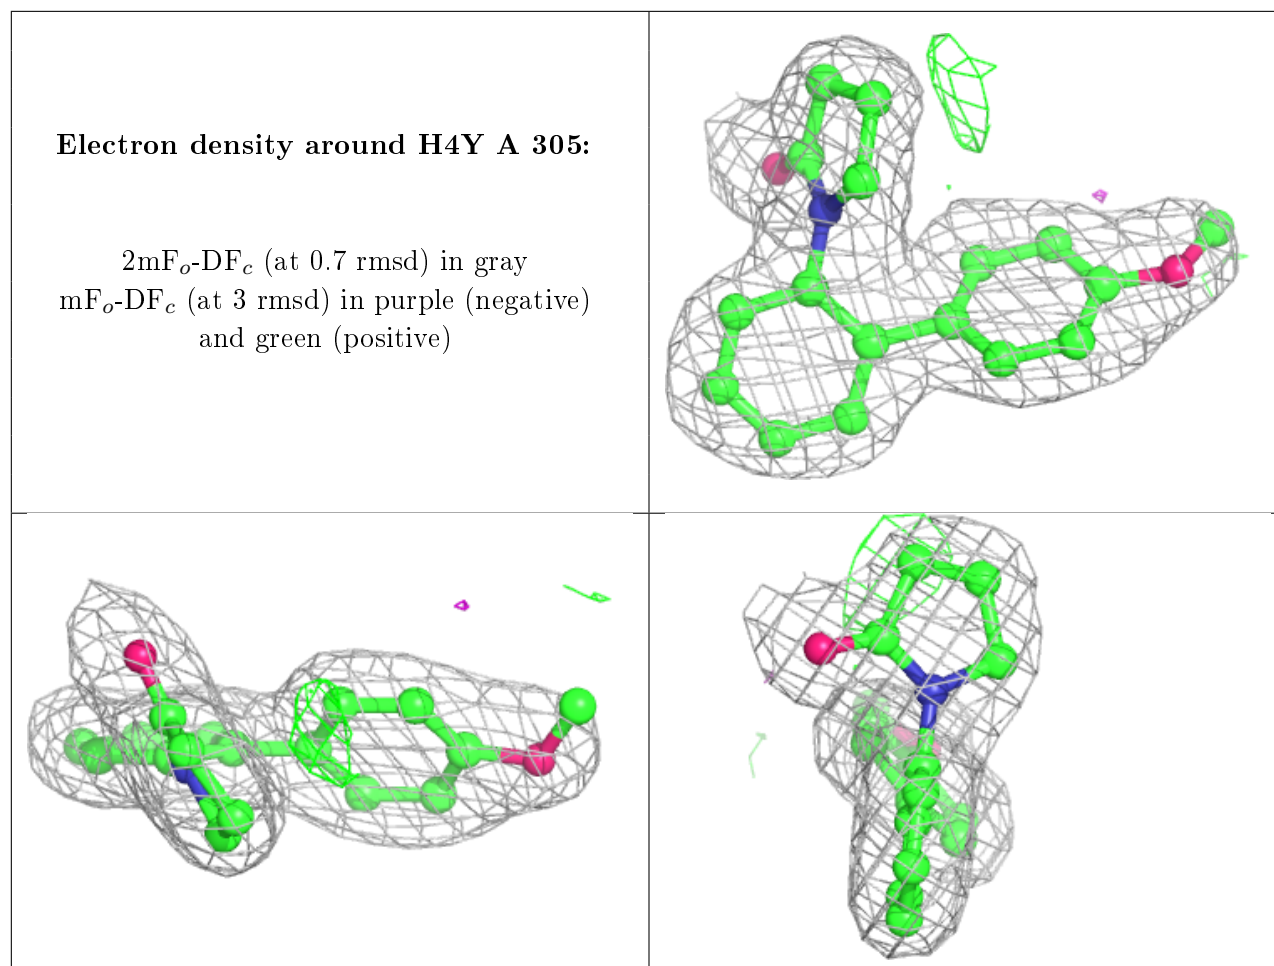 Electron density around H4Y A 305:
2mFo-DFc (at 0.7 rmsd) in gray
mFo-DFc (at 3 rmsd) in purple (negative)
and green (positive)